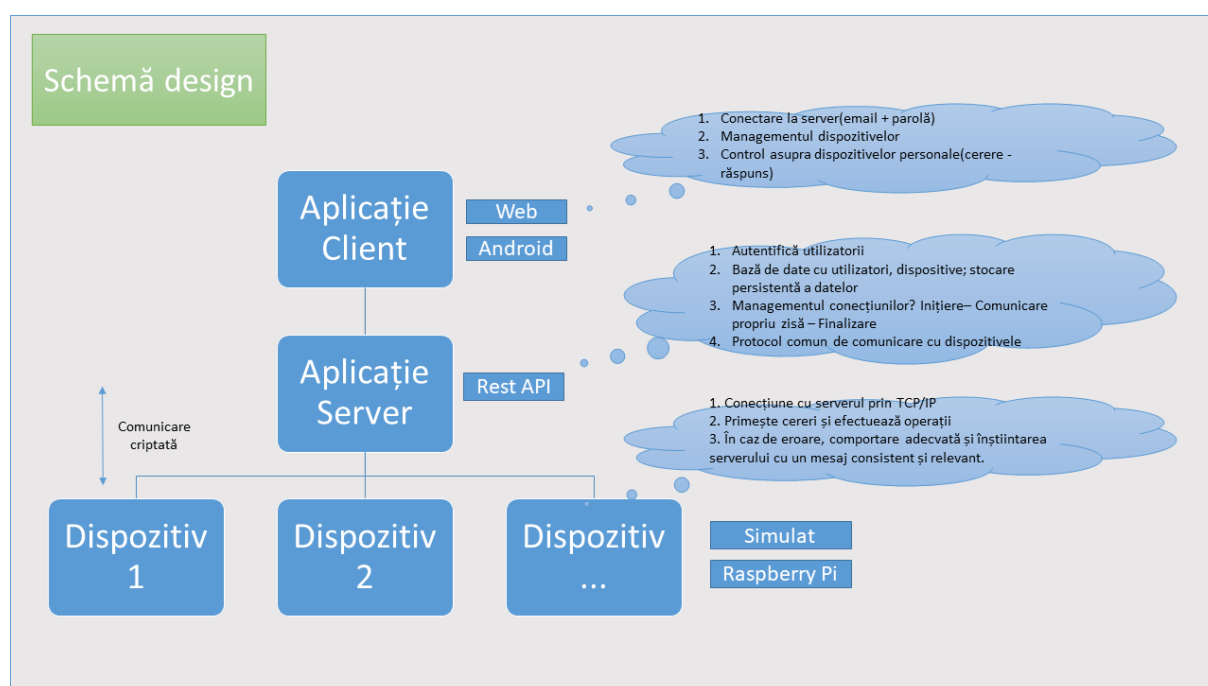 Schemă design
1. Conectare la server(email + parolă)
2. Managementul dispozitivelor
3. Control asupra dispozitivelor personale(cerere -
răspuns)
Aplicație
Client
Web
Android
1. Autentifică utilizatorii
2. Bază de date cu utilizatori, dispozitive; stocare
persistentă a datelor
3. Managementul conecțiunilor? Inițiere– Comunicare
propriu zisă – Finalizare
4. Protocol comun de comunicare cu dispozitivele
Aplicație
Server
Rest API
1. Conecțiune cu serverul prin TCP/IP
2. Primește cereri și efectuează operații
3. În caz de eroare, comportare adecvată și înștiintarea
serverului cu un mesaj consistent și relevant.
Comunicare
criptată
Dispozitiv
1
Dispozitiv
2
Dispozitiv
...
Simulat
Raspberry Pi